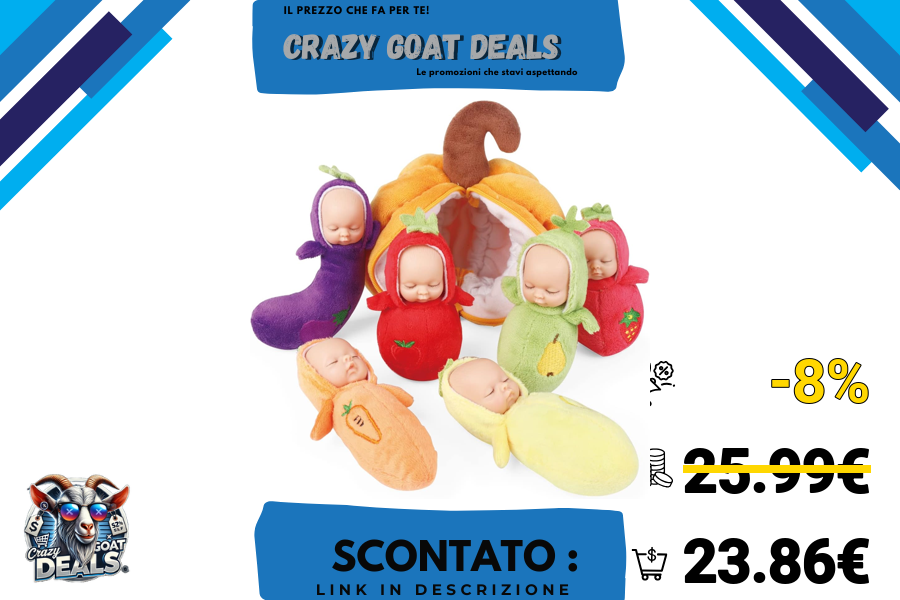 IL PREZZO CHE FA PER TE!
CRAZY GOAT DEALS
Le promozioni che stavi aspettando
-8%
25.99€
23.86€
$
57%
Crazy
GOAT
DEALS
SCONTATO :
LINK IN DESCRIZIONE